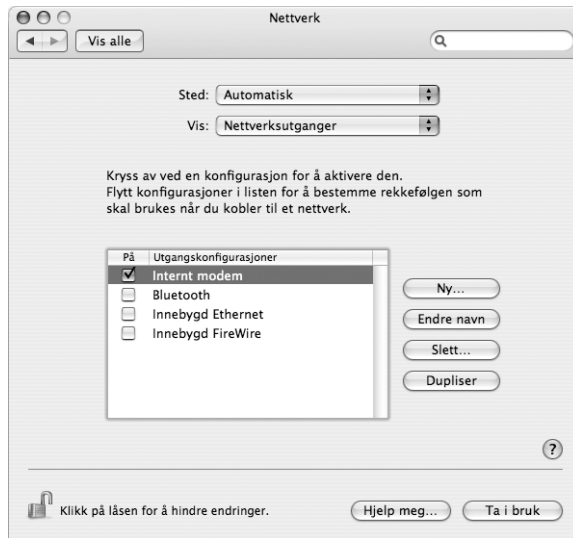 Nettverk
Vis alle
Sted: Automatisk
Vis: Nettverksutganger
Kryss av ved en konfigurasjon for å aktivere den.
Flytt konfigurasjoner i listen for å bestemme rekkefølgen som
skal brukes når du kobler til et nettverk.
På Utgangskonfigurasjoner
Internt modem
Bluetooth
Innebygd Ethernet
Innebygd FireWire
Ny...
Endre navn
Slett...
Dupliser
?
Klikk på låsen for å hindre endringer.
Hjelp meg...
Ta i bruk